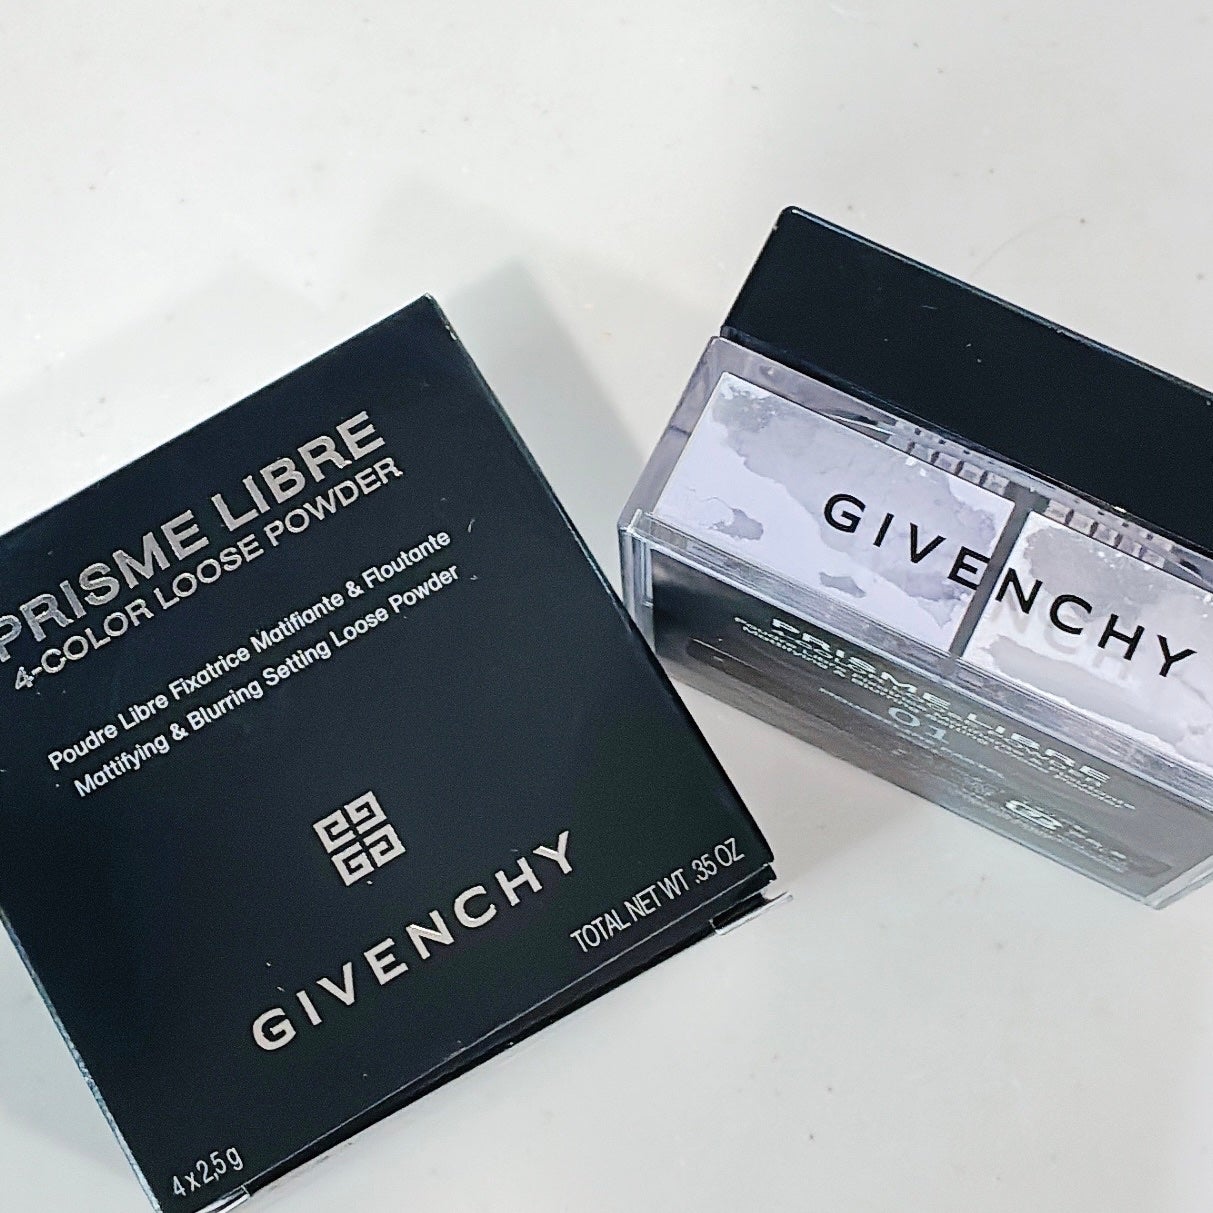 PRISME LIBRE
4-COLOR LOOSE POWDER
Poudre Libre Fixatrice Matifiante & Floutante
Mattifying & Blurring Setting Loose Powder
GIVENCHY
TOTAL NET WT .35 OZ
4 x 2,5 g
GIVENCHY
PRISME LIBRE
01